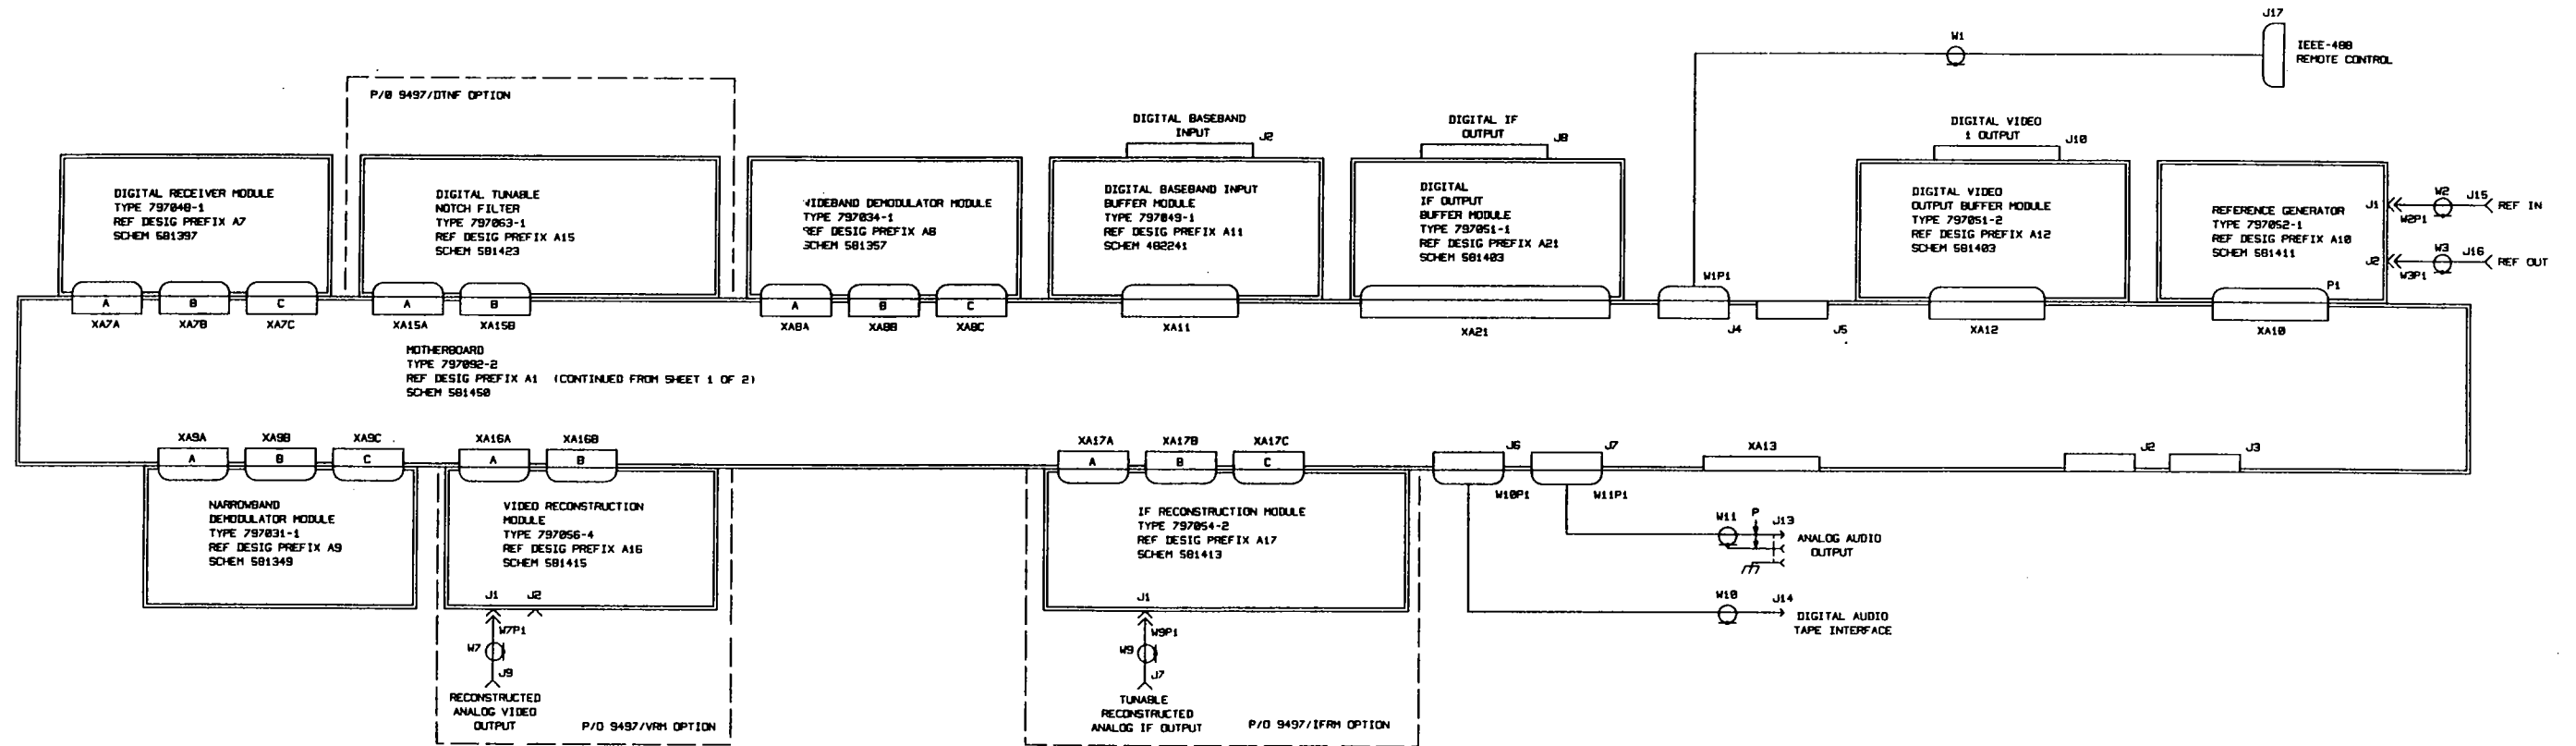 J17
IEEE-488
REMOTE CONTROL
W1
P/O 9497/DTNF OPTION
DIGITAL BASEBAND
INPUT
J2
DIGITAL IF
OUTPUT
J8
DIGITAL VIDEO
1 OUTPUT
J10
DIGITAL RECEIVER MODULE
TYPE 797048-1
REF DESIG PREFIX A7
SCHEM 581397
DIGITAL TUNABLE
NOTCH FILTER
TYPE 797063-1
REF DESIG PREFIX A15
SCHEM 581423
WIDEBAND DEMODULATOR MODULE
TYPE 797034-1
REF DESIG PREFIX A8
SCHEM 581357
DIGITAL BASEBAND INPUT
BUFFER MODULE
TYPE 797049-1
REF DESIG PREFIX A11
SCHEM 482241
DIGITAL
IF OUTPUT
BUFFER MODULE
TYPE 797051-1
REF DESIG PREFIX A21
SCHEM 581403
DIGITAL VIDEO
OUTPUT BUFFER MODULE
TYPE 797051-2
REF DESIG PREFIX A12
SCHEM 581403
REFERENCE GENERATOR
TYPE 797052-1
REF DESIG PREFIX A10
SCHEM 581411
J1
W2P1
W2
J15
REF IN
J2
W3P1
W3
J16
REF OUT
A
B
C
A
B
A
B
C
W1P1
P1
XA7A
XA7B
XA7C
XA15A
XA15B
XA8A
XA8B
XA8C
XA11
XA21
J4
J5
XA12
XA10
MOTHERBOARD
TYPE 797092-2
REF DESIG PREFIX A1 (CONTINUED FROM SHEET 1 OF 2)
SCHEM 581450
XA9A
XA9B
XA9C
XA16A
XA16B
XA17A
XA17B
XA17C
J6
J7
XA13
J2
J3
A
B
C
A
B
A
B
C
W10P1
W11P1
NARROWBAND
DEMODULATOR MODULE
TYPE 797031-1
REF DESIG PREFIX A9
SCHEM 581349
VIDEO RECONSTRUCTION
MODULE
TYPE 797056-4
REF DESIG PREFIX A16
SCHEM 581415
IF RECONSTRUCTION MODULE
TYPE 797054-2
REF DESIG PREFIX A17
SCHEM 581413
W11
P
J13
ANALOG AUDIO
OUTPUT
W10
J14
DIGITAL AUDIO
TAPE INTERFACE
J1
J2
W7P1
W7
J9
RECONSTRUCTED
ANALOG VIDEO
OUTPUT
P/O 9497/VRM OPTION
J1
W9P1
W9
J7
TUNABLE
RECONSTRUCTED
ANALOG IF OUTPUT
P/O 9497/IFRM OPTION